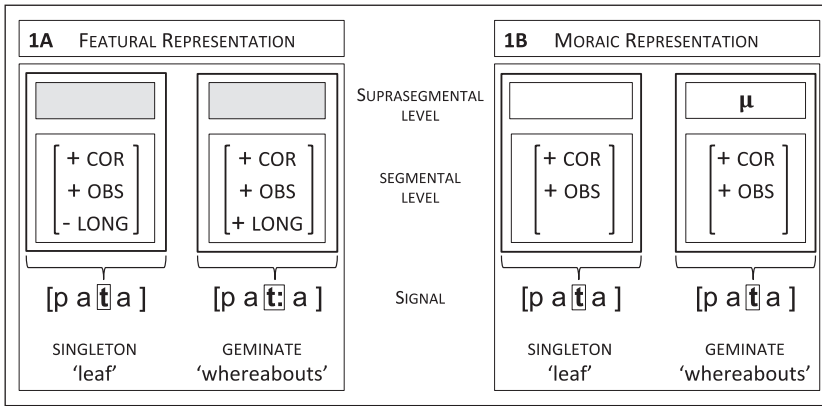 1A FEATURAL REPRESENTATION
1B MORAIC REPRESENTATION
SUPRASEGMENTAL
LEVEL
μ
+ COR + COR
+ OBS + OBS
- LONG + LONG
SEGMENTAL
LEVEL
+ COR + COR
+ OBS + OBS
[p a t a] [p a t: a]
SIGNAL
[p a t a] [p a t a]
SINGLETON GEMINATE
'leaf' 'whereabouts'
SINGLETON GEMINATE
'leaf' 'whereabouts'